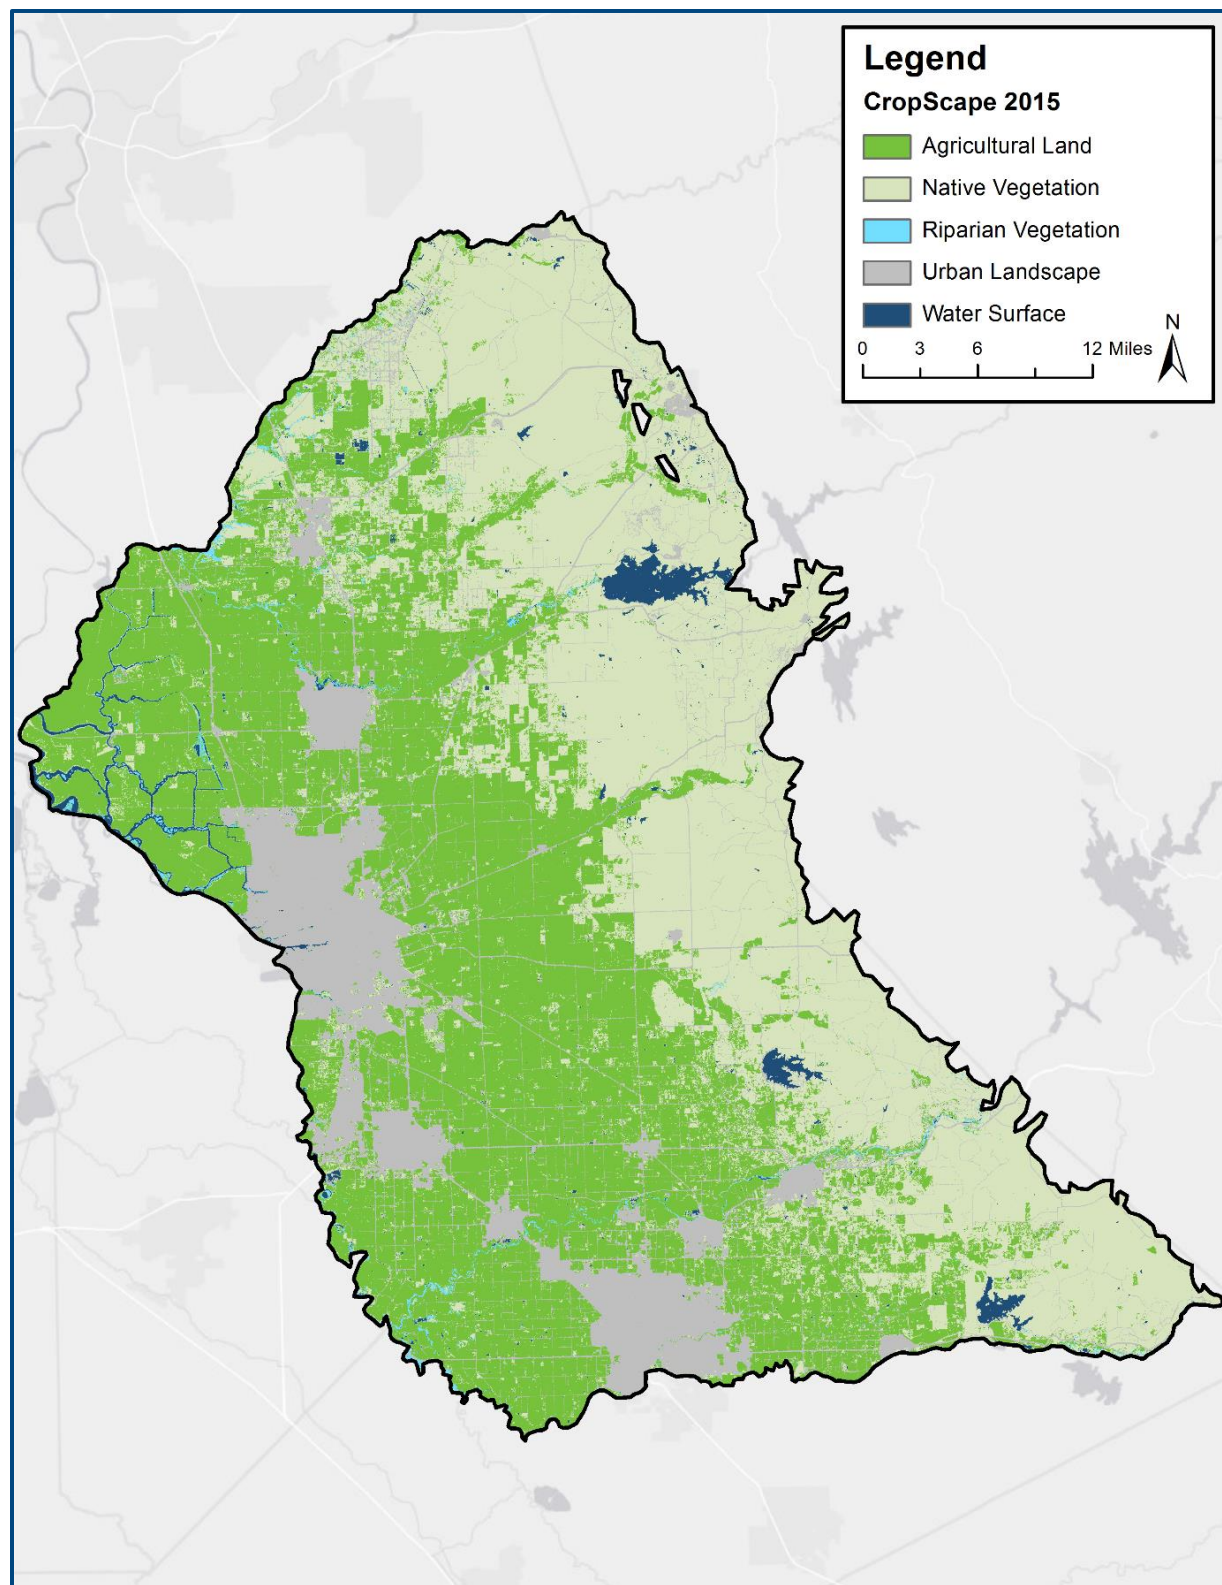 Legend
CropScape 2015
Agricultural Land
Native Vegetation
Riparian Vegetation
Urban Landscape
Water Surface
N
0 3 6 12 Miles